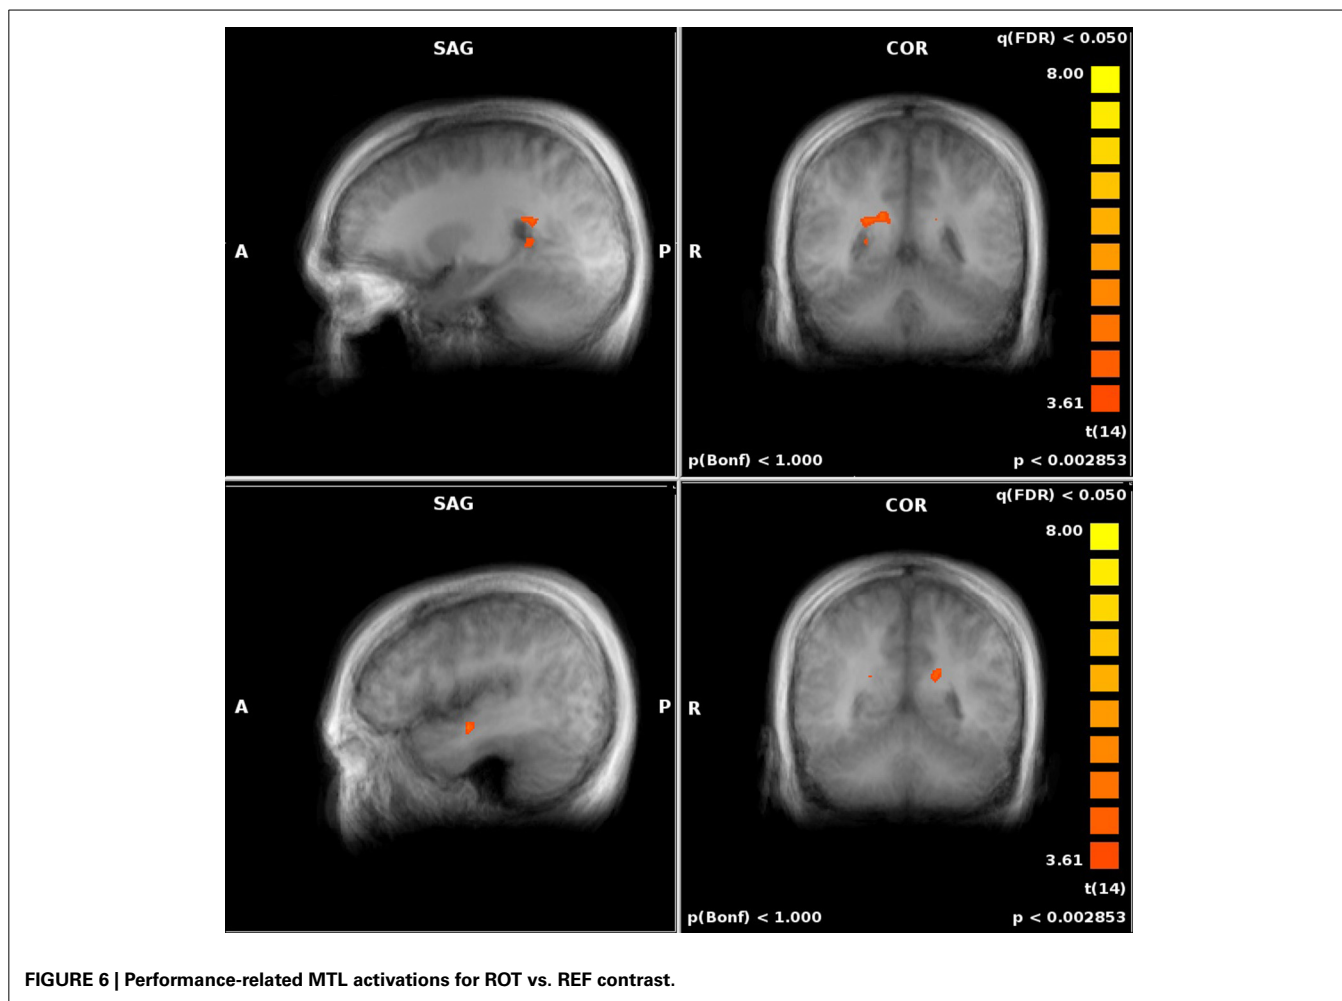 SAG
A
P
COR
q(FDR) < 0.050
8.00
R
3.61
t(14)
p(Bonf) < 1.000
p < 0.002853
SAG
A
P
COR
q(FDR) < 0.050
8.00
R
3.61
t(14)
p(Bonf) < 1.000
p < 0.002853
FIGURE 6 | Performance-related MTL activations for ROT vs. REF contrast.